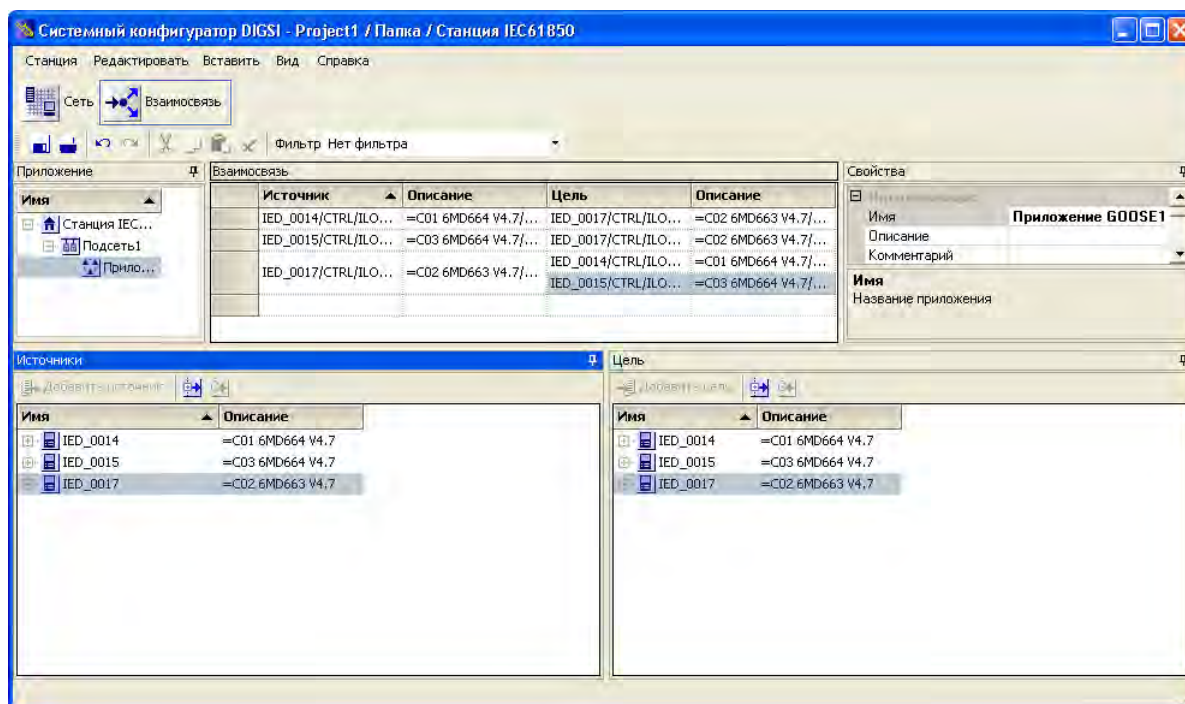 Системный конфигуратор DIGSI - Project1 / Папка / Станция IEC61850
Станция Редактировать Вставить Вид Справка
Сеть Взаимосвязь
Фильтр Нет фильтра
Приложение Взаимосвязь Свойства
Имя
Станция IEC...
Подсеть1
Прило...
Источник Описание Цель Описание
IED_0014/CTRL/ILO... =C01 6MD664 V4.7/... IED_0017/CTRL/ILO... =C02 6MD663 V4.7/...
IED_0015/CTRL/ILO... =C03 6MD664 V4.7/... IED_0017/CTRL/ILO... =C02 6MD663 V4.7/...
IED_0017/CTRL/ILO... =C02 6MD663 V4.7/... IED_0014/CTRL/ILO... =C01 6MD664 V4.7/...
IED_0015/CTRL/ILO... =C03 6MD664 V4.7/...
Имя Приложение GOOSE1
Описание
Комментарий
Имя
Название приложения
Источники
Добавить источник
Имя Описание
IED_0014 =C01 6MD664 V4.7
IED_0015 =C03 6MD664 V4.7
IED_0017 =C02 6MD663 V4.7
Цель
Добавить цель
Имя Описание
IED_0014 =C01 6MD664 V4.7
IED_0015 =C03 6MD664 V4.7
IED_0017 =C02 6MD663 V4.7